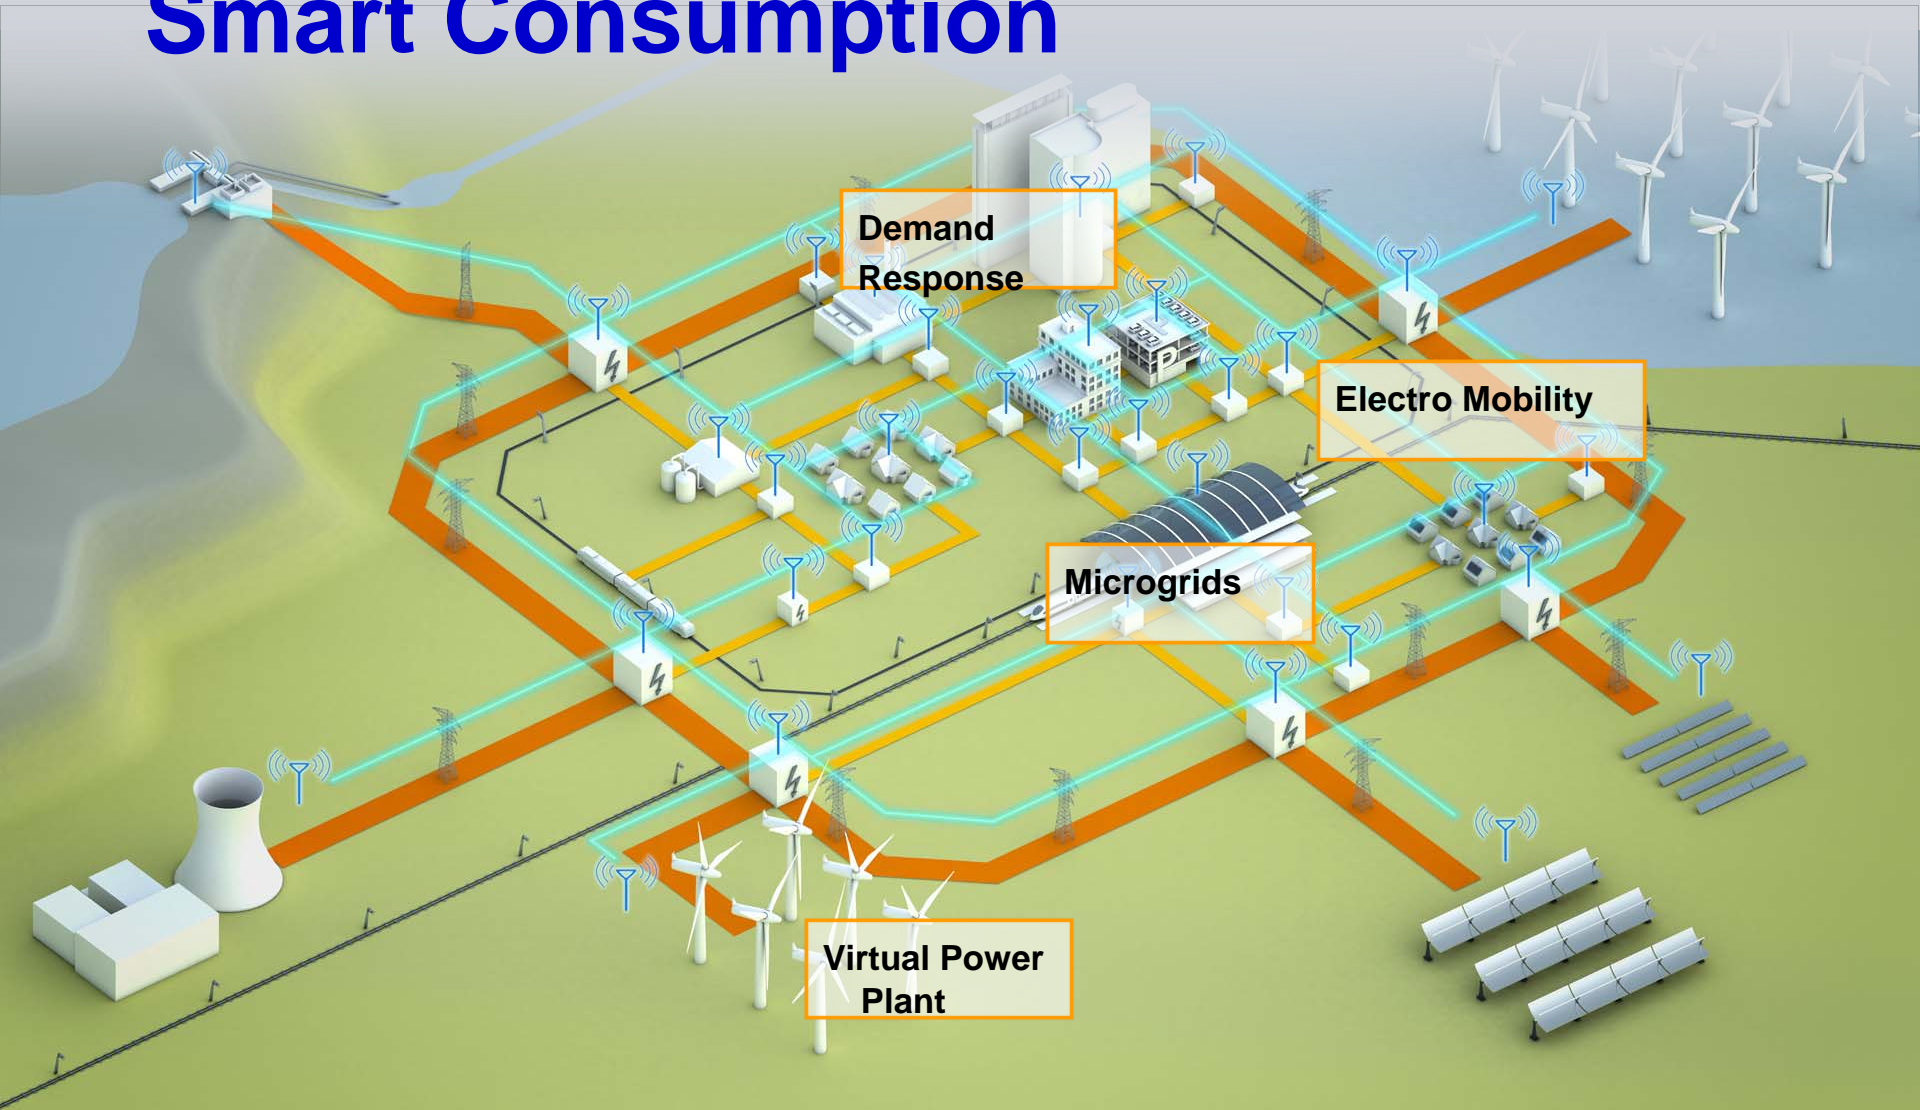 Smart Consumption
Demand
Response
P
Electro Mobility
Microgrids
Virtual Power
Plant